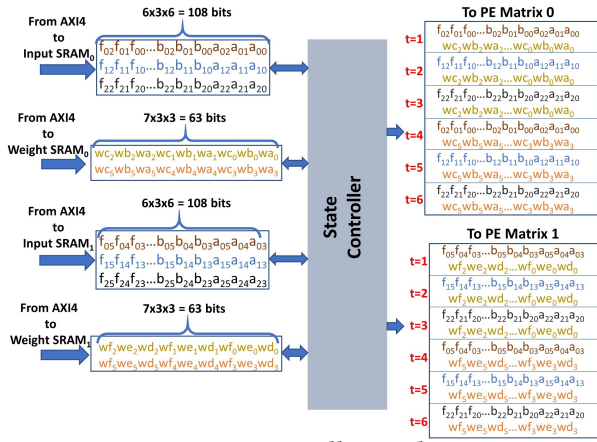 From AXI4
to
Input SRAM₀
6x3x6 = 108 bits
f₀₂f₀₁f₀₀...b₀₂b₀₁b₀₀a₀₂a₀₁a₀₀
f₁₂f₁₁f₁₀...b₁₂b₁₁b₁₀a₁₂a₁₁a₁₀
f₂₂f₂₁f₂₀...b₂₂b₂₁b₂₀a₂₂a₂₁a₂₀
From AXI4
to
Weight SRAM₀
7x3x3 = 63 bits
wc₂wb₂wa₂wc₁wb₁wa₁wc₀wb₀wa₀
wc₅wb₅wa₅wc₄wb₄wa₄wc₃wb₃wa₃
From AXI4
to
Input SRAM₁
6x3x6 = 108 bits
f₀₅f₀₄f₀₃...b₀₅b₀₄b₀₃a₀₅a₀₄a₀₃
f₁₅f₁₄f₁₃...b₁₅b₁₄b₁₃a₁₅a₁₄a₁₃
f₂₅f₂₄f₂₃...b₂₅b₂₄b₂₃a₂₅a₂₄a₂₃
From AXI4
to
Weight SRAM₁
7x3x3 = 63 bits
wf₂we₂wd₂wf₁we₁wd₁wf₀we₀wd₀
wf₅we₅wd₅wf₄we₄wd₄wf₃we₃wd₃
State
Controller
To PE Matrix 0
t=1
f₀₂f₀₁f₀₀...b₀₂b₀₁b₀₀a₀₂a₀₁a₀₀
wc₂wb₂wa₂...wc₀wb₀wa₀
t=2
f₁₂f₁₁f₁₀...b₁₂b₁₁b₁₀a₁₂a₁₁a₁₀
wc₂wb₂wa₂...wc₀wb₀wa₀
t=3
f₂₂f₂₁f₂₀...b₂₂b₂₁b₂₀a₂₂a₂₁a₂₀
wc₂wb₂wa₂...wc₀wb₀wa₀
t=4
f₀₂f₀₁f₀₀...b₀₂b₀₁b₀₀a₀₂a₀₁a₀₀
wc₅wb₅wa₅...wc₃wb₃wa₃
t=5
f₁₂f₁₁f₁₀...b₁₂b₁₁b₁₀a₁₂a₁₁a₁₀
wc₅wb₅wa₅...wc₃wb₃wa₃
t=6
f₂₂f₂₁f₂₀...b₂₂b₂₁b₂₀a₂₂a₂₁a₂₀
wc₅wb₅wa₅...wc₃wb₃wa₃
To PE Matrix 1
t=1
f₀₅f₀₄f₀₃...b₀₅b₀₄b₀₃a₀₅a₀₄a₀₃
wf₂we₂wd₂...wf₀we₀wd₀
t=2
f₁₅f₁₄f₁₃...b₁₅b₁₄b₁₃a₁₅a₁₄a₁₃
wf₂we₂wd₂...wf₀we₀wd₀
t=3
f₂₂f₂₁f₂₀...b₂₂b₂₁b₂₀a₂₂a₂₁a₂₀
wf₂we₂wd₂...wf₀we₀wd₀
t=4
f₀₅f₀₄f₀₃...b₀₅b₀₄b₀₃a₀₅a₀₄a₀₃
wf₅we₅wd₅...wf₃we₃wd₃
t=5
f₁₅f₁₄f₁₃...b₁₅b₁₄b₁₃a₁₅a₁₄a₁₃
wf₅we₅wd₅...wf₃we₃wd₃
t=6
f₂₂f₂₁f₂₀...b₂₂b₂₁b₂₀a₂₂a₂₁a₂₀
wf₅we₅wd₅...wf₃we₃wd₃